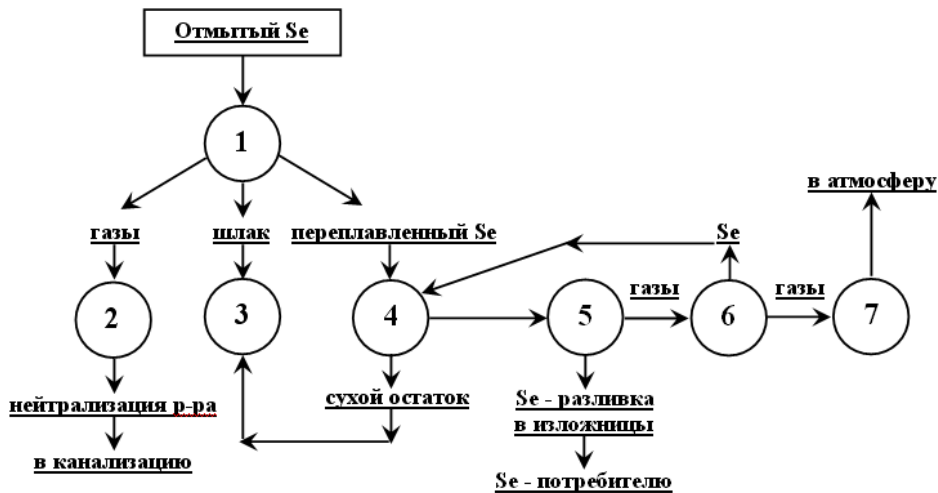 Отмытый Se
1
в атмосферу
газы
шлак
переплавленный Se
Se
газы
газы
2
3
4
5
6
7
нейтрализация р-ра
сухой остаток
Se - разливка
в изложницы
в канализацию
Se - потребителю